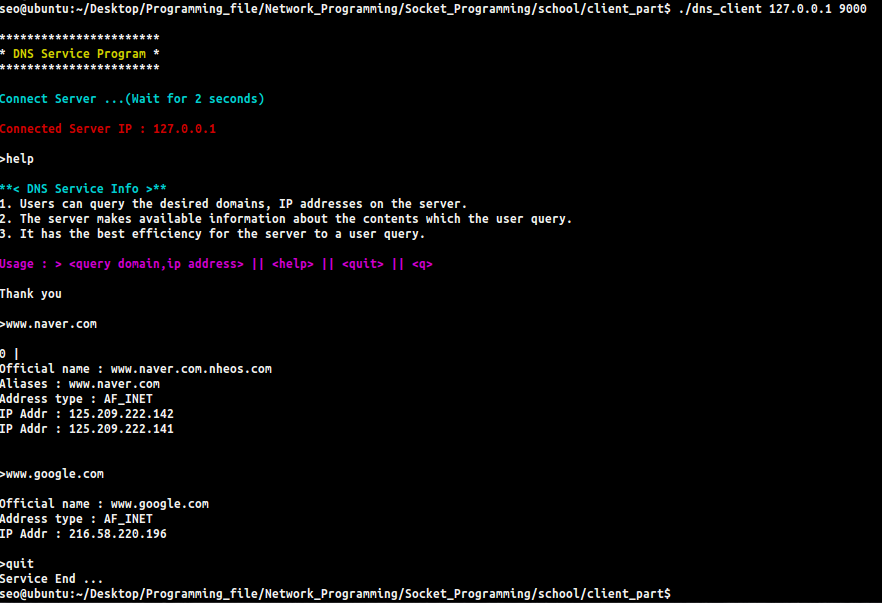 seo@ubuntu:~/Desktop/Programming_file/Network_Programming/Socket_Programming/school/client_part$ ./dns_client 127.0.0.1 9000
***********************
* DNS Service Program *
***********************
Connect Server ...(Wait for 2 seconds)
Connected Server IP : 127.0.0.1
>help
**< DNS Service Info >**
1. Users can query the desired domains, IP addresses on the server.
2. The server makes available information about the contents which the user query.
3. It has the best efficiency for the server to a user query.
Usage : > <query domain,ip address> || <help> || <quit> || <q>
Thank you
>www.naver.com
0 |
Official name : www.naver.com.nheos.com
Aliases : www.naver.com
Address type : AF_INET
IP Addr : 125.209.222.142
IP Addr : 125.209.222.141
>www.google.com
Official name : www.google.com
Address type : AF_INET
IP Addr : 216.58.220.196
>quit
Service End ...
seo@ubuntu:~/Desktop/Programming_file/Network_Programming/Socket_Programming/school/client_part$